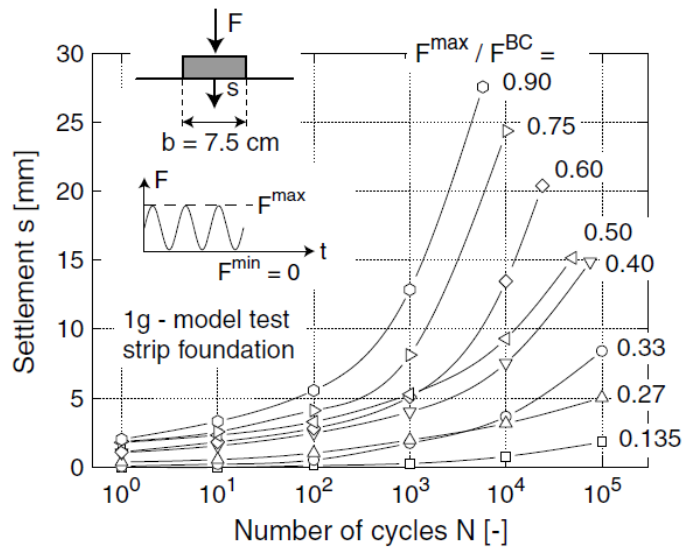 F^max / F^BC =
F
s
b = 7.5 cm
F
F^max
F^min = 0
t
1g - model test
strip foundation
0.90
0.75
0.60
0.50
0.40
0.33
0.27
0.135
Settlement s [mm]
30
25
20
15
10
5
0
10^0 10^1 10^2 10^3 10^4 10^5
Number of cycles N [-]